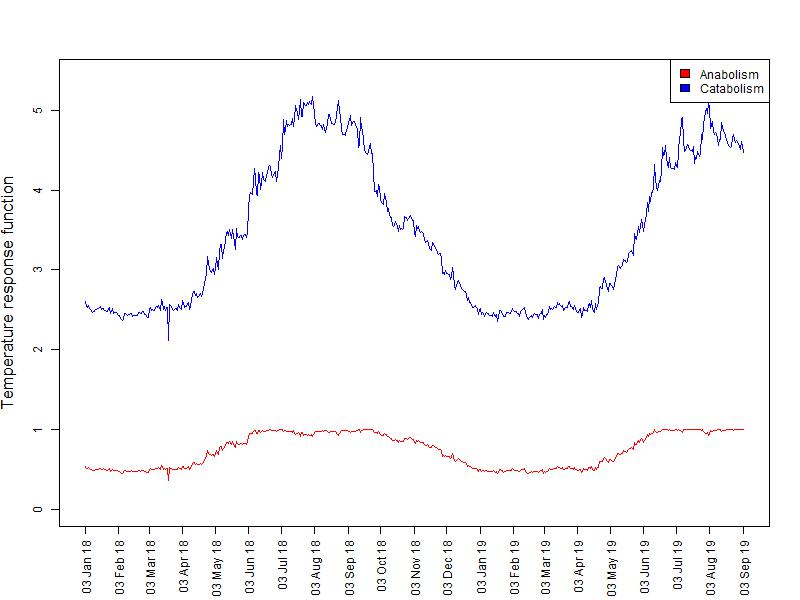 Anabolism
Catabolism
Temperature response function
5
4
3
2
1
0
03 Jan 18
03 Feb 18
03 Mar 18
03 Apr 18
03 May 18
03 Jun 18
03 Jul 18
03 Aug 18
03 Sep 18
03 Oct 18
03 Nov 18
03 Dec 18
03 Jan 19
03 Feb 19
03 Mar 19
03 Apr 19
03 May 19
03 Jun 19
03 Jul 19
03 Aug 19
03 Sep 19